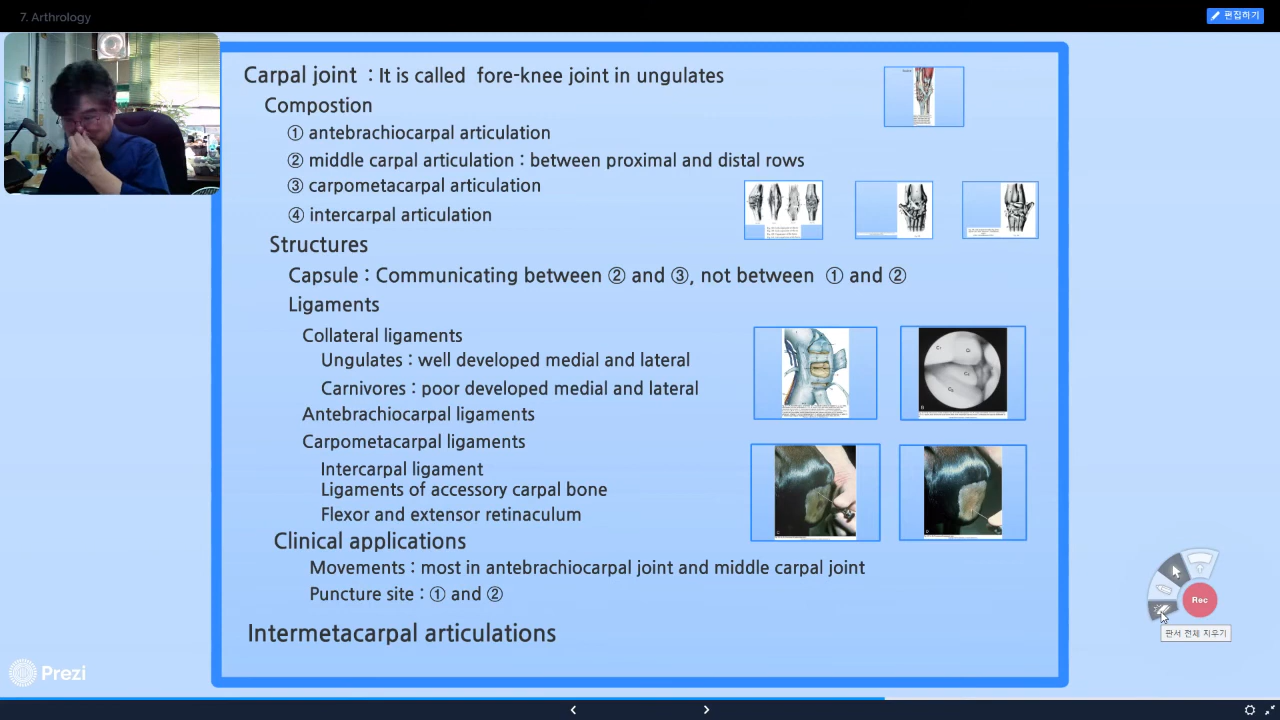 7. Arthrology
편집하기
Carpal joint : It is called fore-knee joint in ungulates
Compostion
① antebrachiocarpal articulation
② middle carpal articulation : between proximal and distal rows
③ carpometacarpal articulation
④ intercarpal articulation
Structures
Capsule : Communicating between ② and ③, not between ① and ②
Ligaments
Collateral ligaments
Ungulates : well developed medial and lateral
Carnivores : poor developed medial and lateral
Antebrachiocarpal ligaments
Carpometacarpal ligaments
Intercarpal ligament
Ligaments of accessory carpal bone
Flexor and extensor retinaculum
Clinical applications
Movements : most in antebrachiocarpal joint and middle carpal joint
Puncture site : ① and ②
Intermetacarpal articulations
Rec
판서 전체 지우기
Prezi